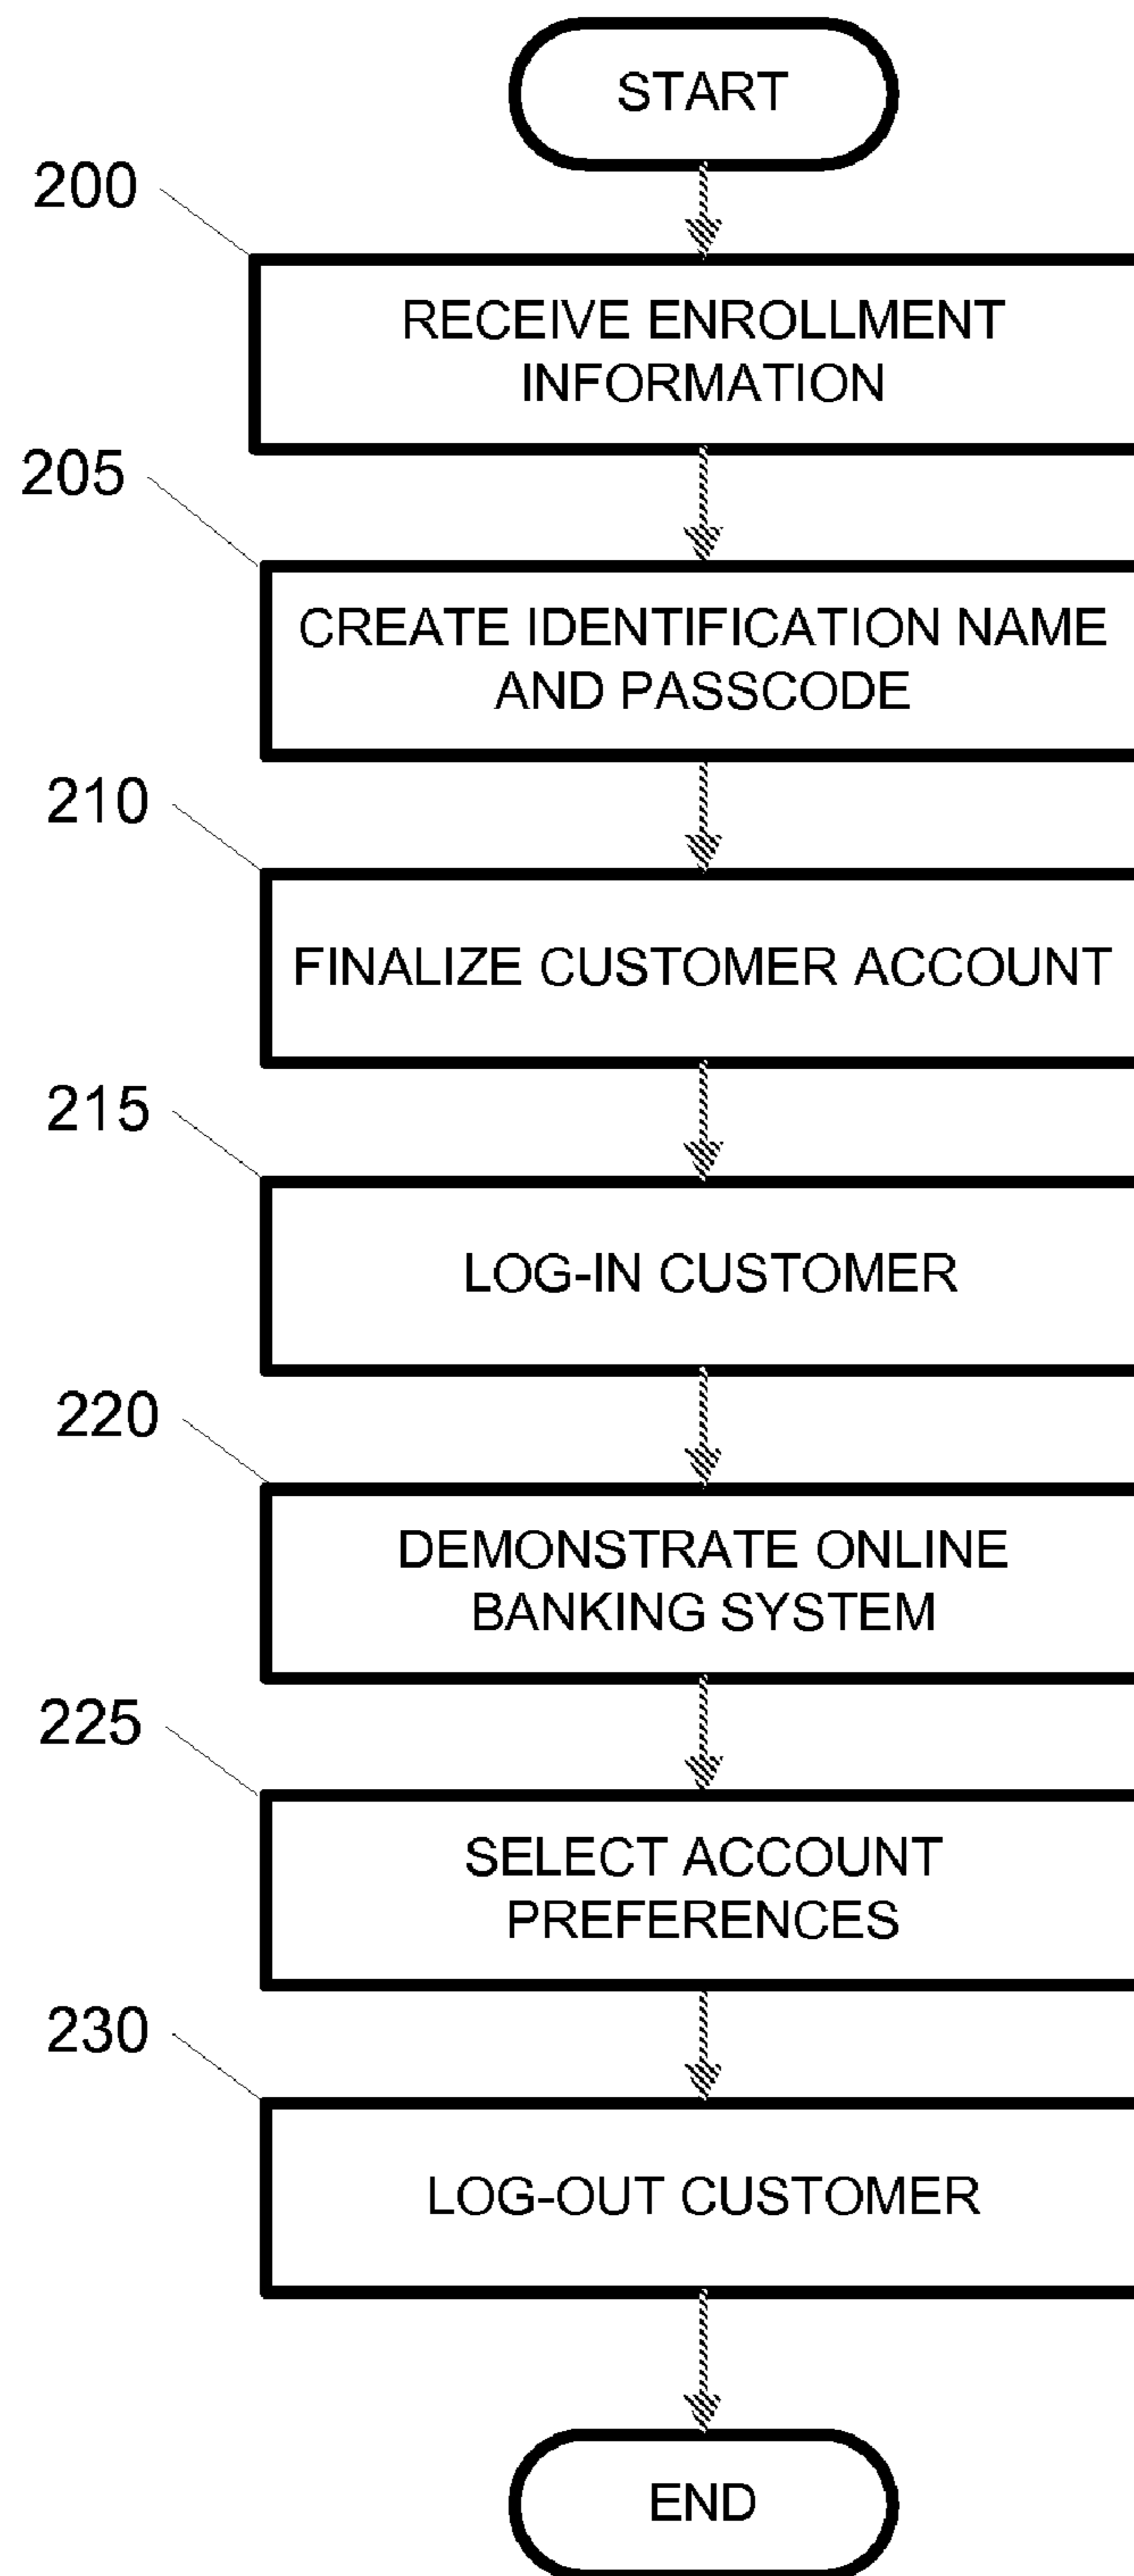 START
200
RECEIVE ENROLLMENT
INFORMATION
205
CREATE IDENTIFICATION NAME
AND PASSCODE
210
FINALIZE CUSTOMER ACCOUNT
215
LOG-IN CUSTOMER
220
DEMONSTRATE ONLINE
BANKING SYSTEM
225
SELECT ACCOUNT
PREFERENCES
230
LOG-OUT CUSTOMER
END